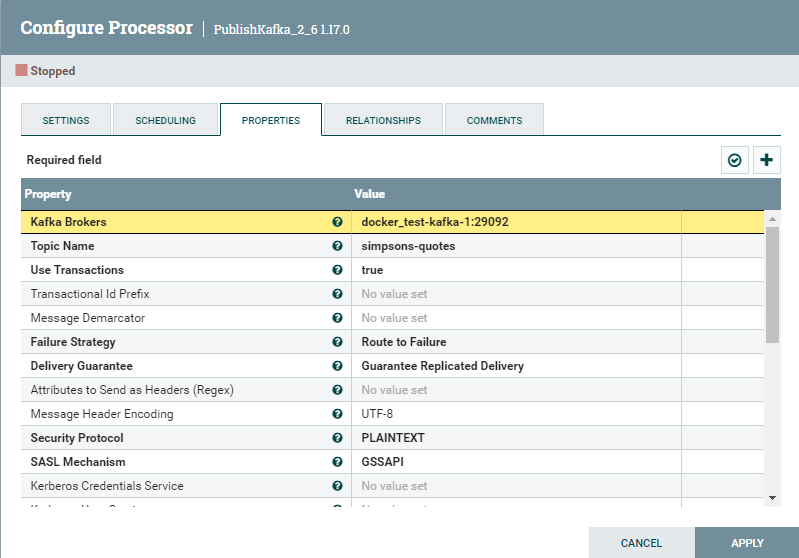 Configure Processor | PublishKafka_2_6 1.17.0
Stopped
SETTINGS SCHEDULING PROPERTIES RELATIONSHIPS COMMENTS
Required field
Property Value
Kafka Brokers docker_test-kafka-1:29092
Topic Name simpsons-quotes
Use Transactions true
Transactional Id Prefix No value set
Message Demarcator No value set
Failure Strategy Route to Failure
Delivery Guarantee Guarantee Replicated Delivery
Attributes to Send as Headers (Regex) No value set
Message Header Encoding UTF-8
Security Protocol PLAINTEXT
SASL Mechanism GSSAPI
Kerberos Credentials Service No value set
CANCEL APPLY